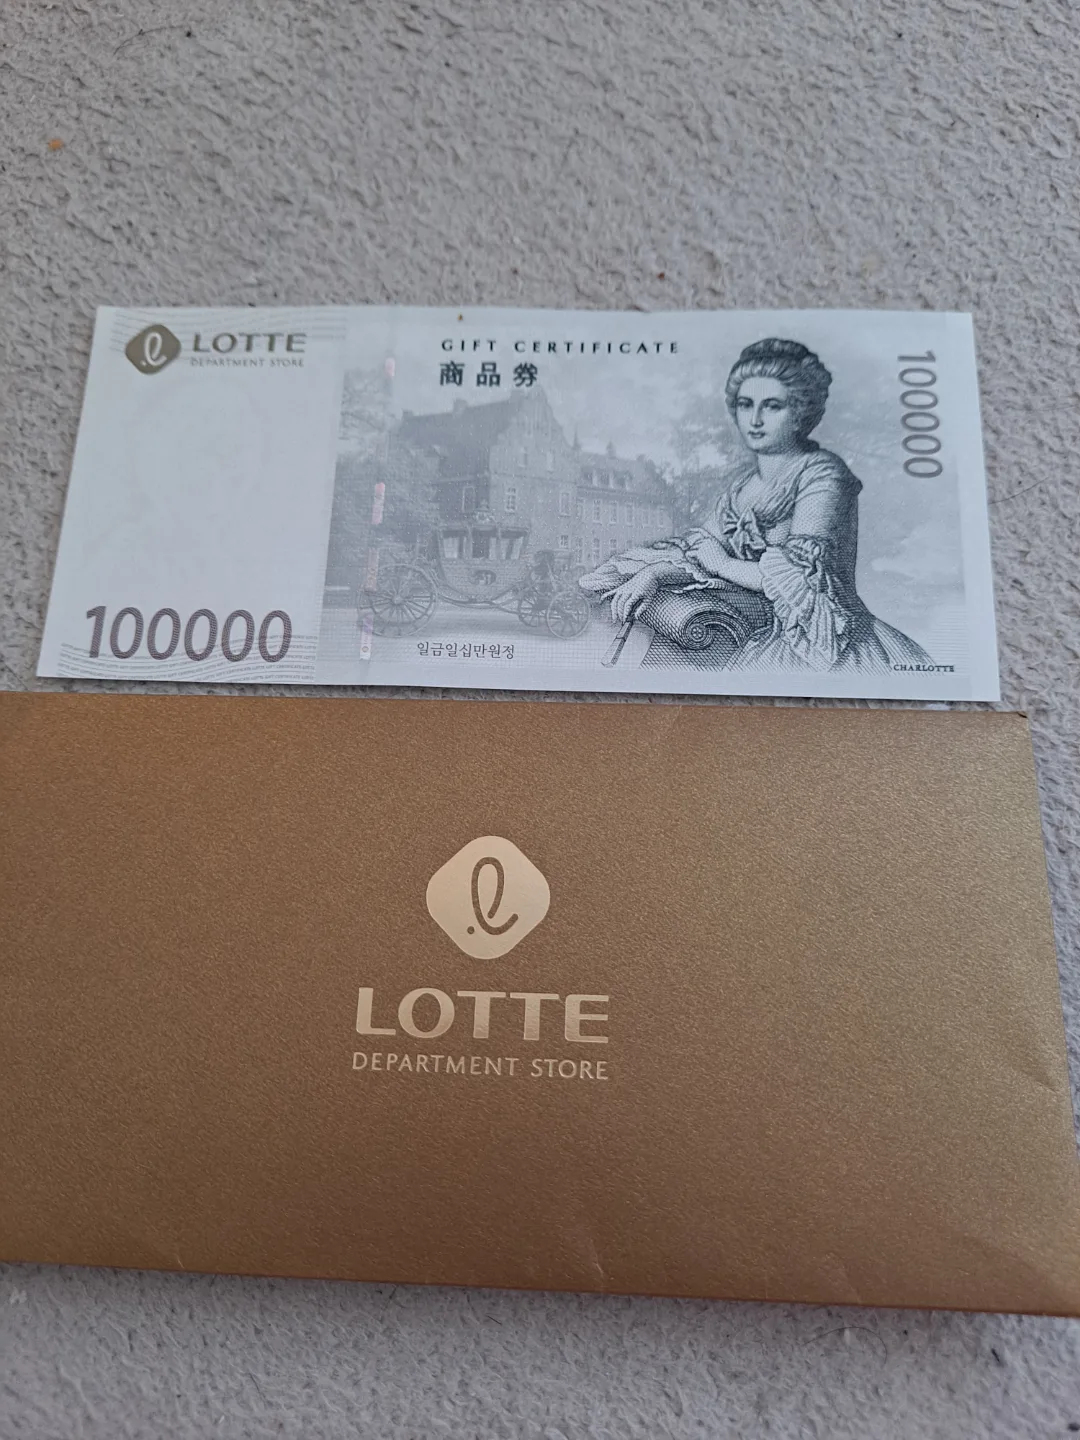 LOTTE
DEPARTMENT STORE
GIFT CERTIFICATE
商品券
100000
100000
일금일십만원정
CHARLOTTE
LOTTE
DEPARTMENT STORE